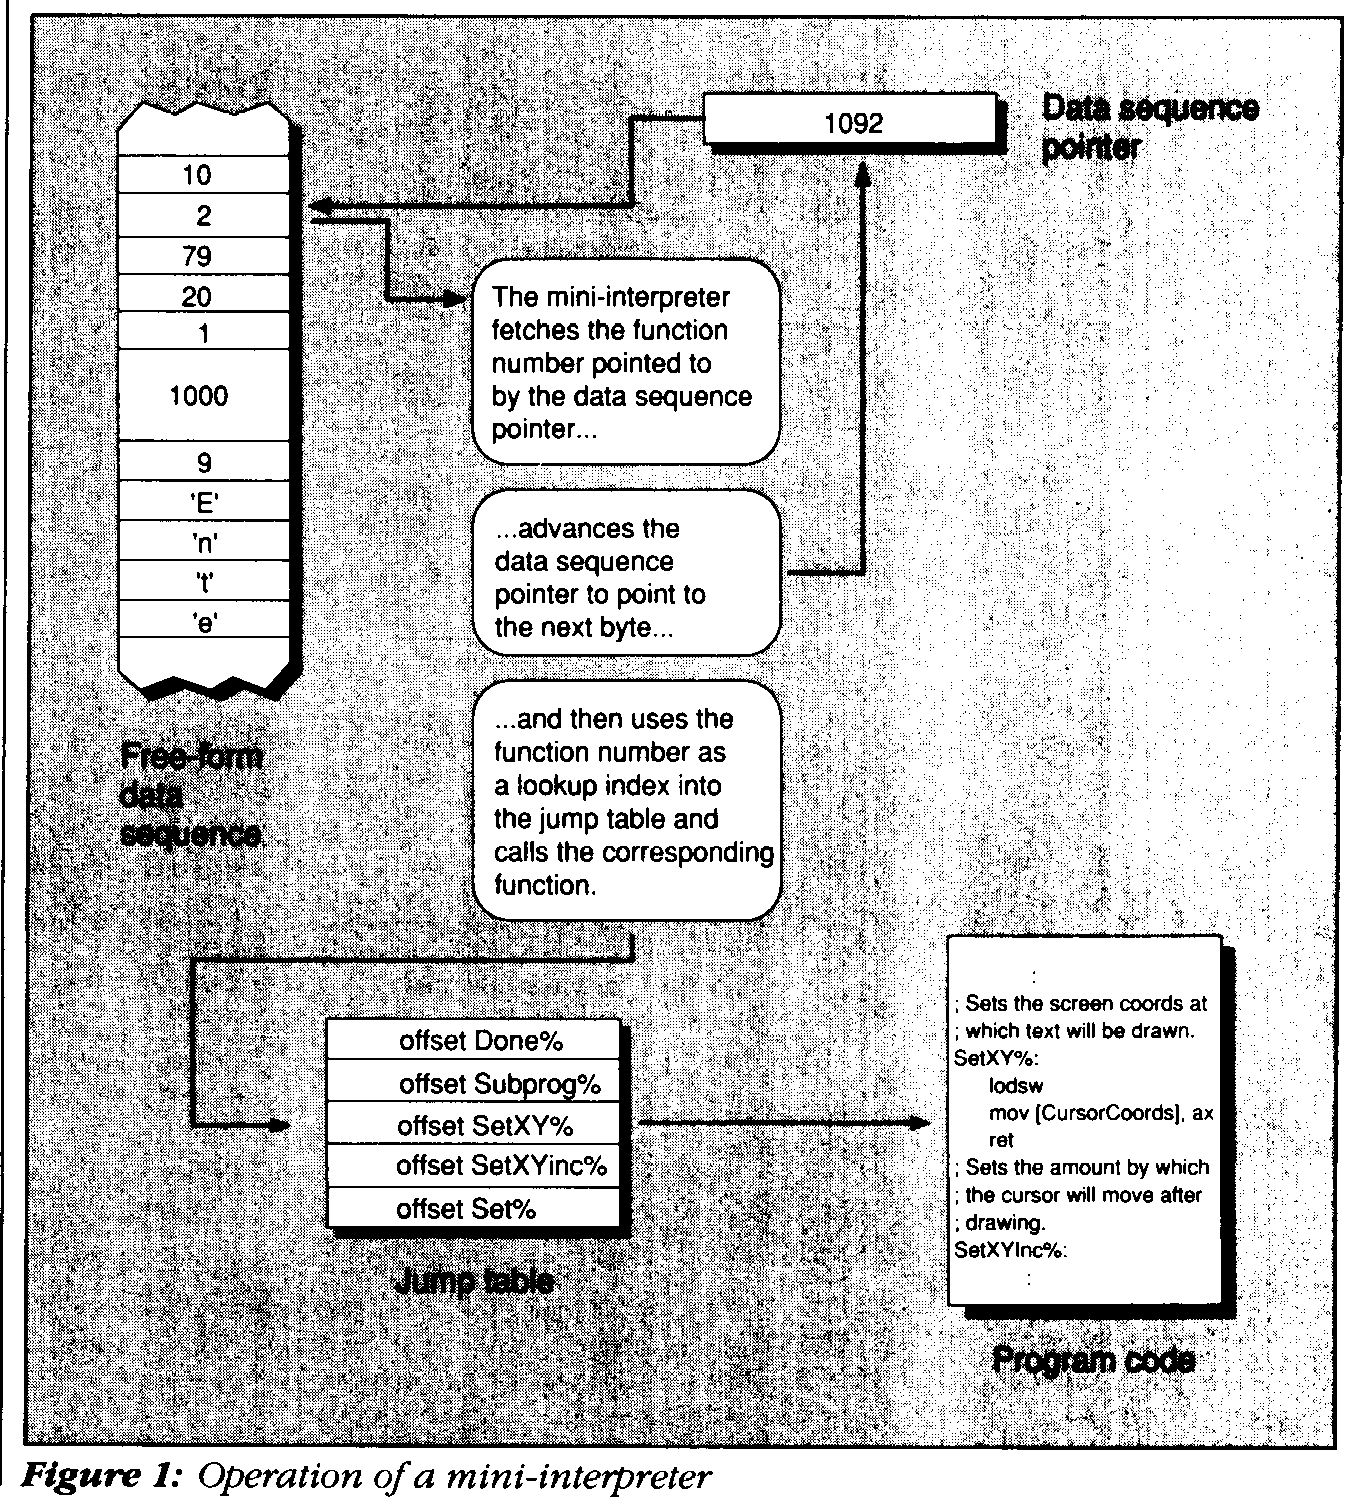 1092
Data sequence
pointer
10
2
79
20
1
1000
9
'E'
'n'
't'
'e'
Free-form
data
sequence
The mini-interpreter
fetches the function
number pointed to
by the data sequence
pointer...
...advances the
data sequence
pointer to point to
the next byte...
...and then uses the
function number as
a lookup index into
the jump table and
calls the corresponding
function.
offset Done%
offset Subprog%
offset SetXY%
offset SetXYinc%
offset Set%
Jump table
:
; Sets the screen coords at
; which text will be drawn.
SetXY%:
lodsw
mov [CursorCoords], ax
ret
; Sets the amount by which
; the cursor will move after
; drawing.
SetXYInc%:
:
Program code
Figure 1: Operation of a mini-interpreter